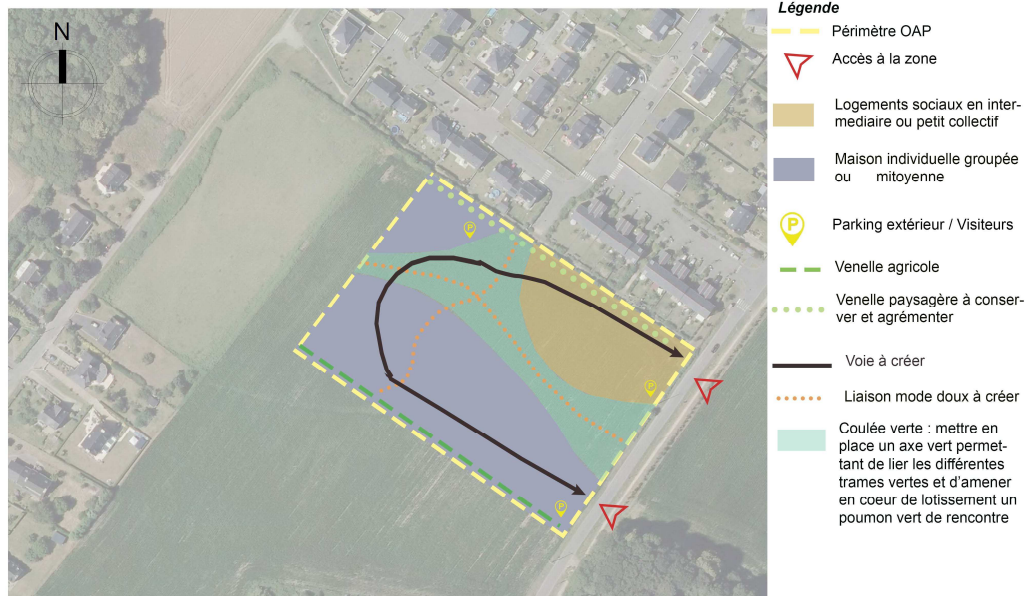 N
P
P
P
Légende
Périmètre OAP
Accès à la zone
Logements sociaux en inter-
mediaire ou petit collectif
Maison individuelle groupée
ou mitoyenne
P
Parking extérieur / Visiteurs
Venelle agricole
Venelle paysagère à conser-
ver et agrémenter
Voie à créer
Liaison mode doux à créer
Coulée verte : mettre en
place un axe vert permet-
tant de lier les différentes
trames vertes et d'amener
en coeur de lotissement un
poumon vert de rencontre